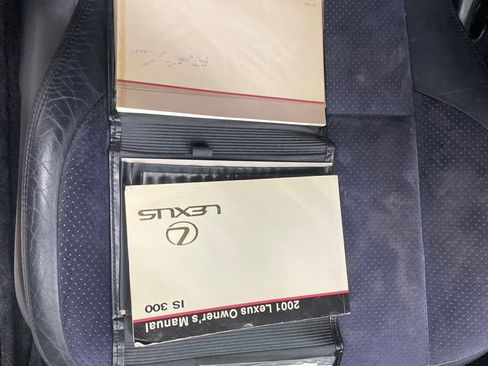 2001 Lexus Owner's Manual
IS 300
LEXUS